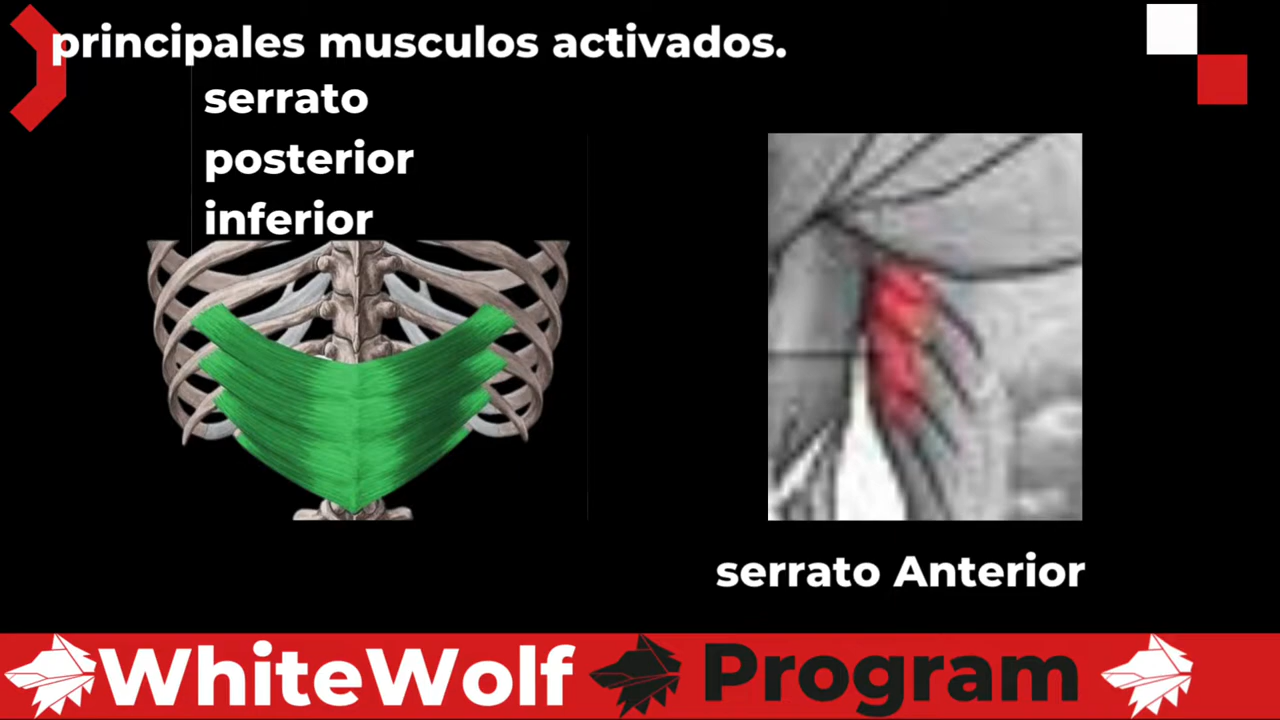 principales musculos activados.
serrato
posterior
inferior
serrato Anterior
WhiteWolf Program